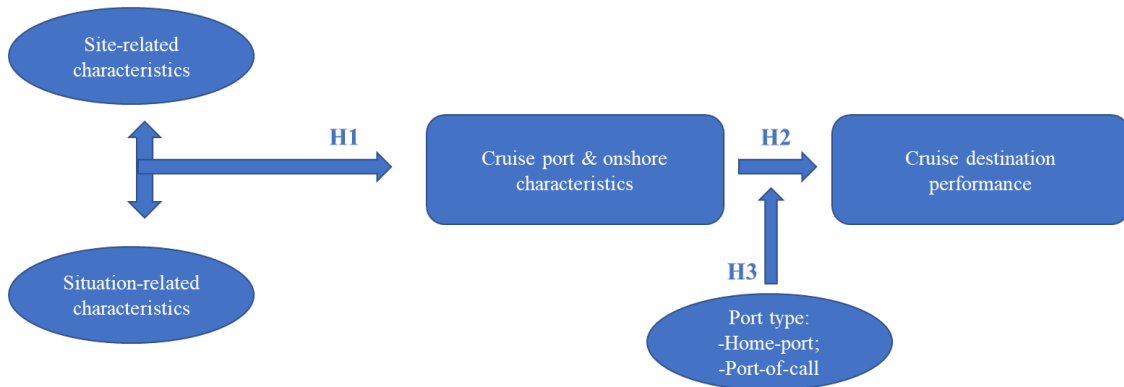 Site-related
characteristics
H1
Cruise port & onshore
characteristics
H2
Cruise destination
performance
Situation-related
characteristics
H3
Port type:
-Home-port;
-Port-of-call